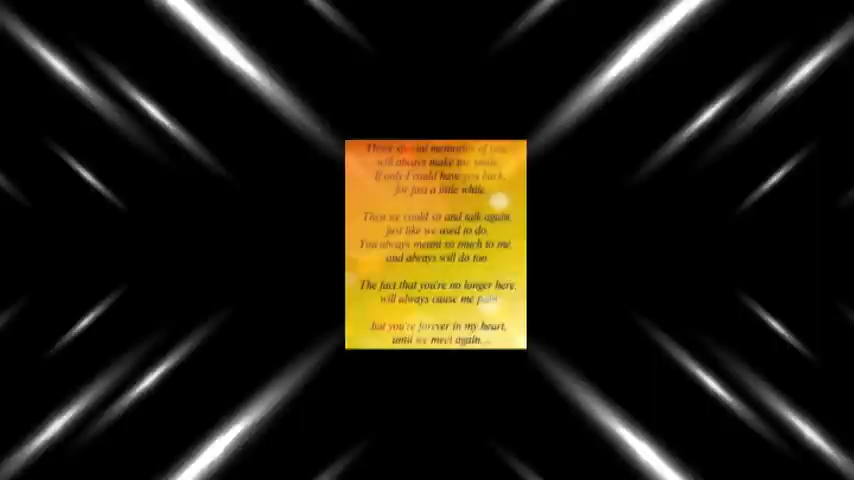 Those special memories of you
will always make me smile.
If only I could have you back,
for just a little while.
Then we could sit and talk again,
just like we used to do.
You always meant so much to me,
and always will do too.
The fact that you're no longer here,
will always cause me pain
but you're forever in my heart,
until we meet again...